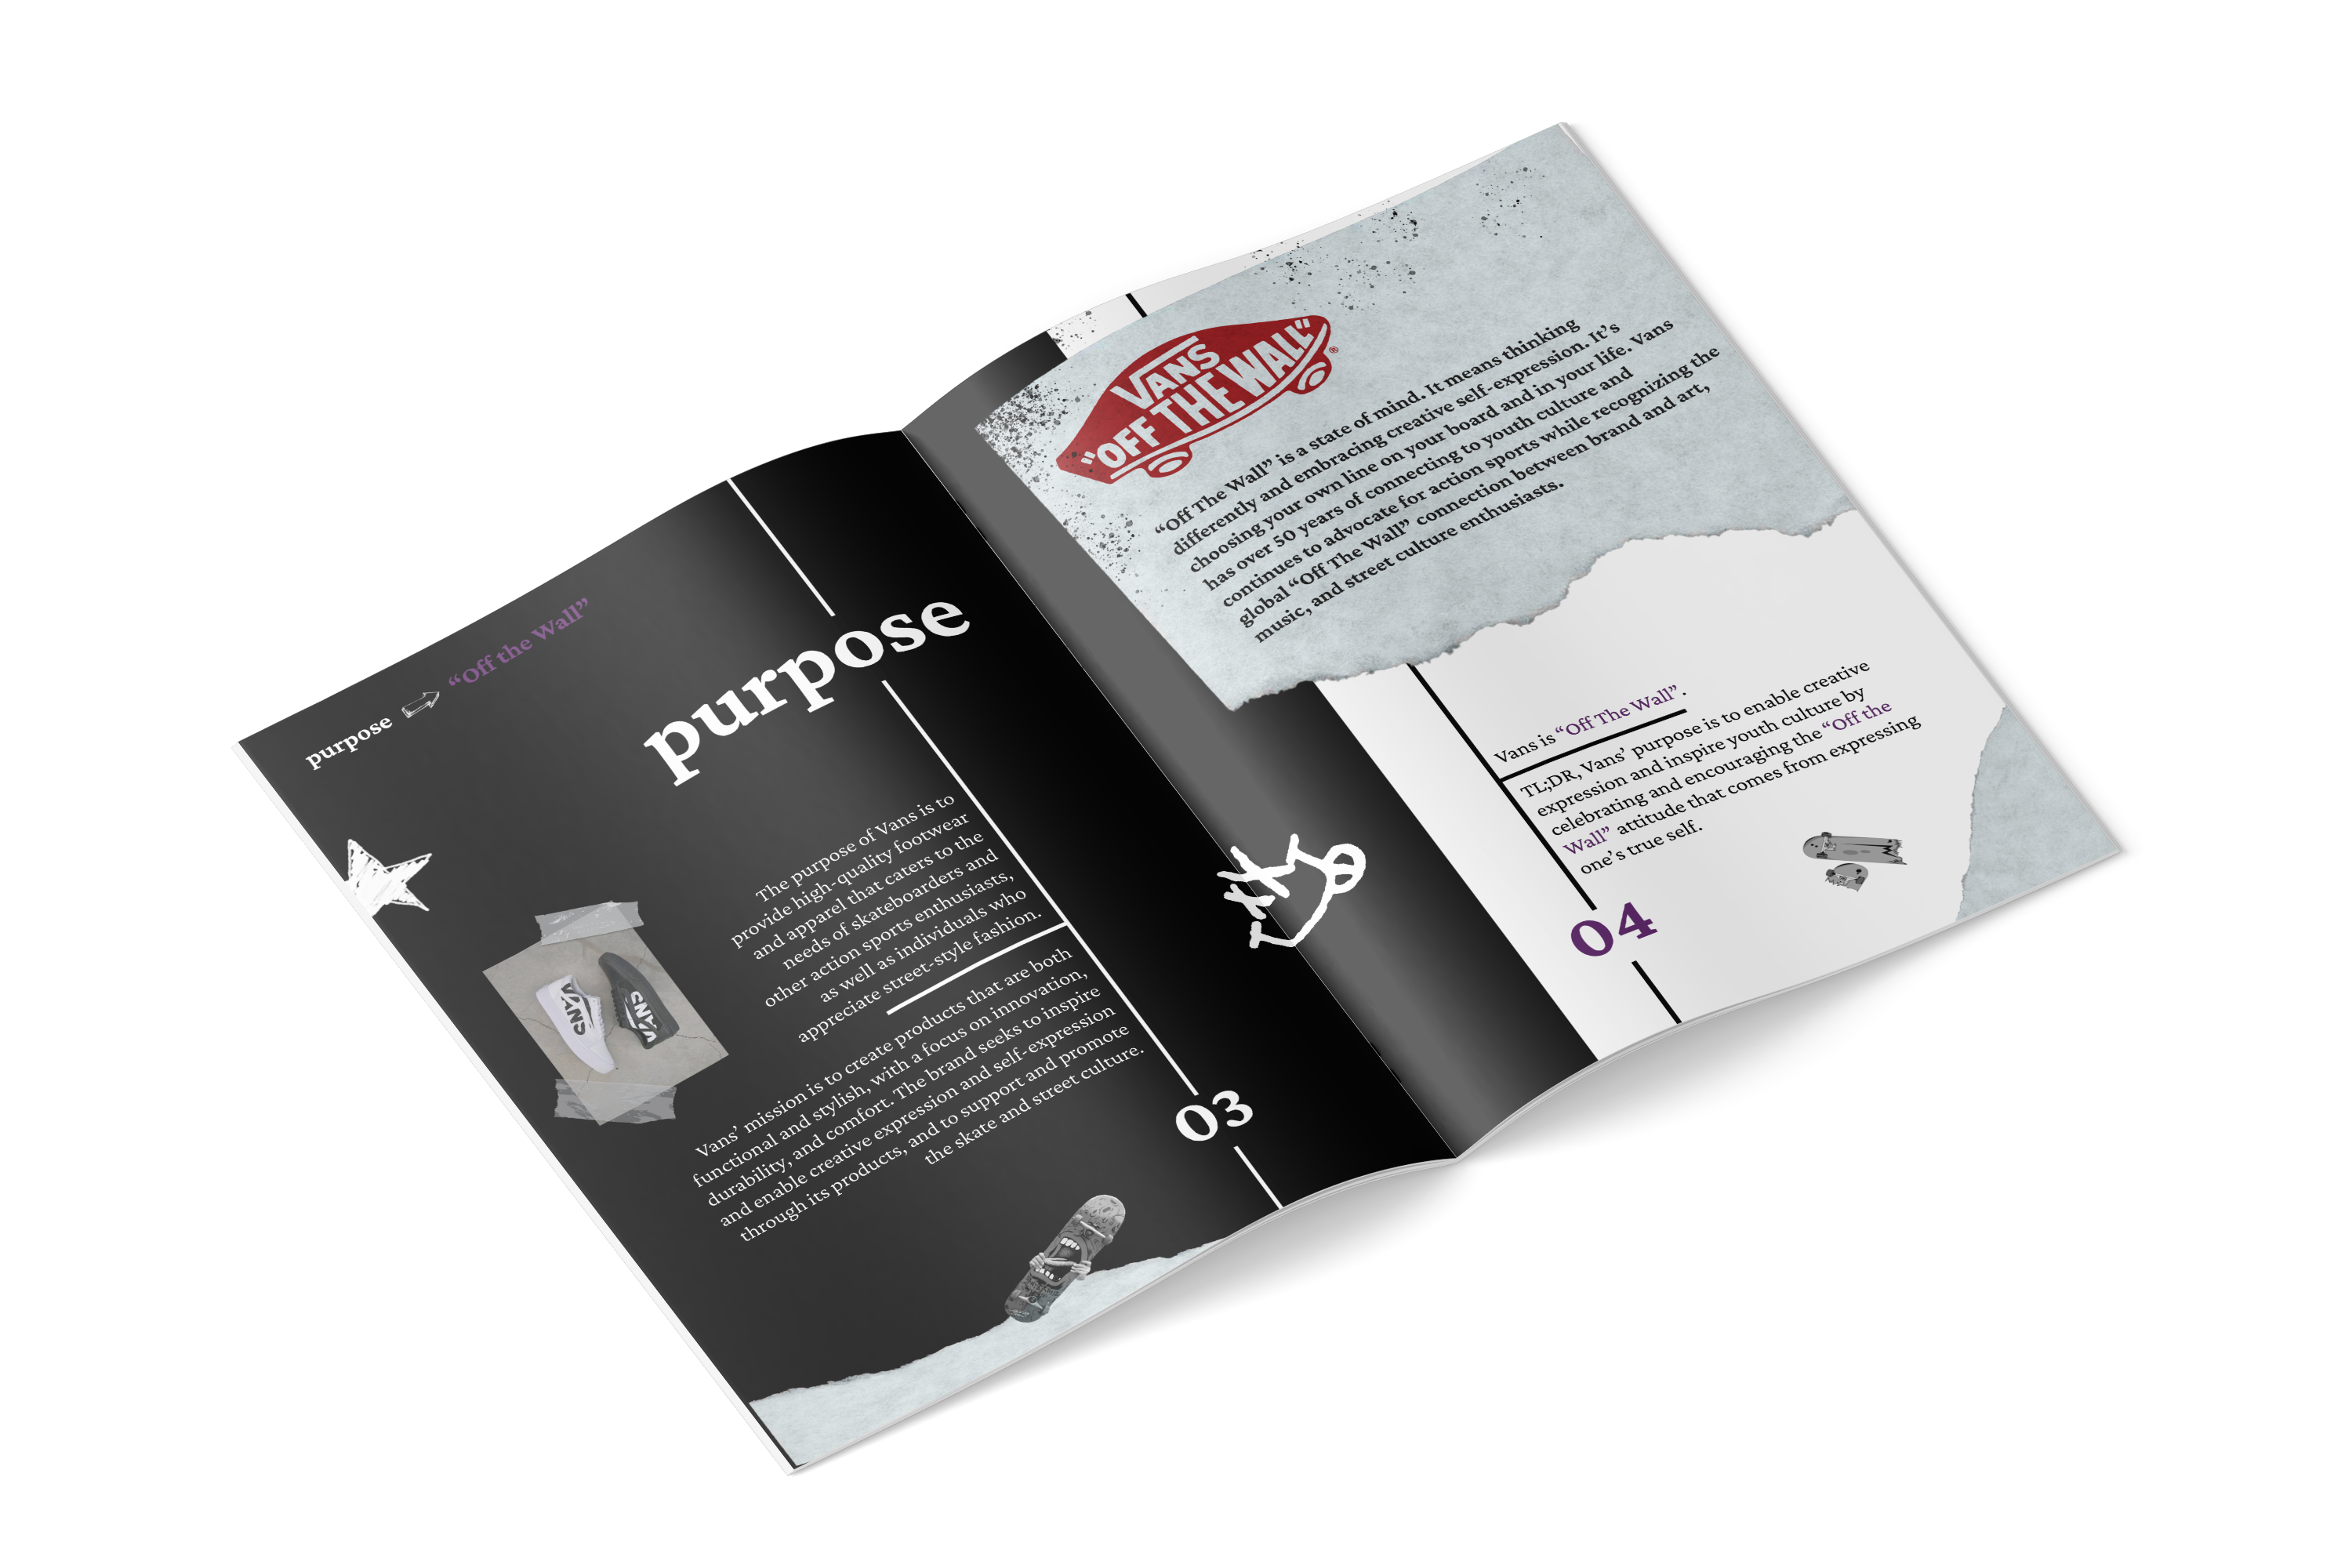 purpose “Off the Wall”
purpose
The purpose of Vans is to
provide high-quality footwear
and apparel that caters to the
needs of skateboarders and
other action sports enthusiasts,
as well as individuals who
appreciate street-style fashion.
Vans’ mission is to create products that are both
functional and stylish, with a focus on innovation,
durability, and comfort. The brand seeks to inspire
and enable creative expression and self-expression
through its products, and to support and promote
the skate and street culture.
VANS
VANS
03
VANS
“OFF THE WALL”
®
“Off The Wall” is a state of mind. It means thinking
differently and embracing creative self-expression. It’s
choosing your own line on your board and in your life. Vans
has over 50 years of connecting to youth culture and
continues to advocate for action sports while recognizing the
global “Off The Wall” connection between brand and art,
music, and street culture enthusiasts.
Vans is “Off The Wall” .
TL;DR, Vans’ purpose is to enable creative
expression and inspire youth culture by
celebrating and encouraging the “Off the
Wall” attitude that comes from expressing
one’s true self.
04